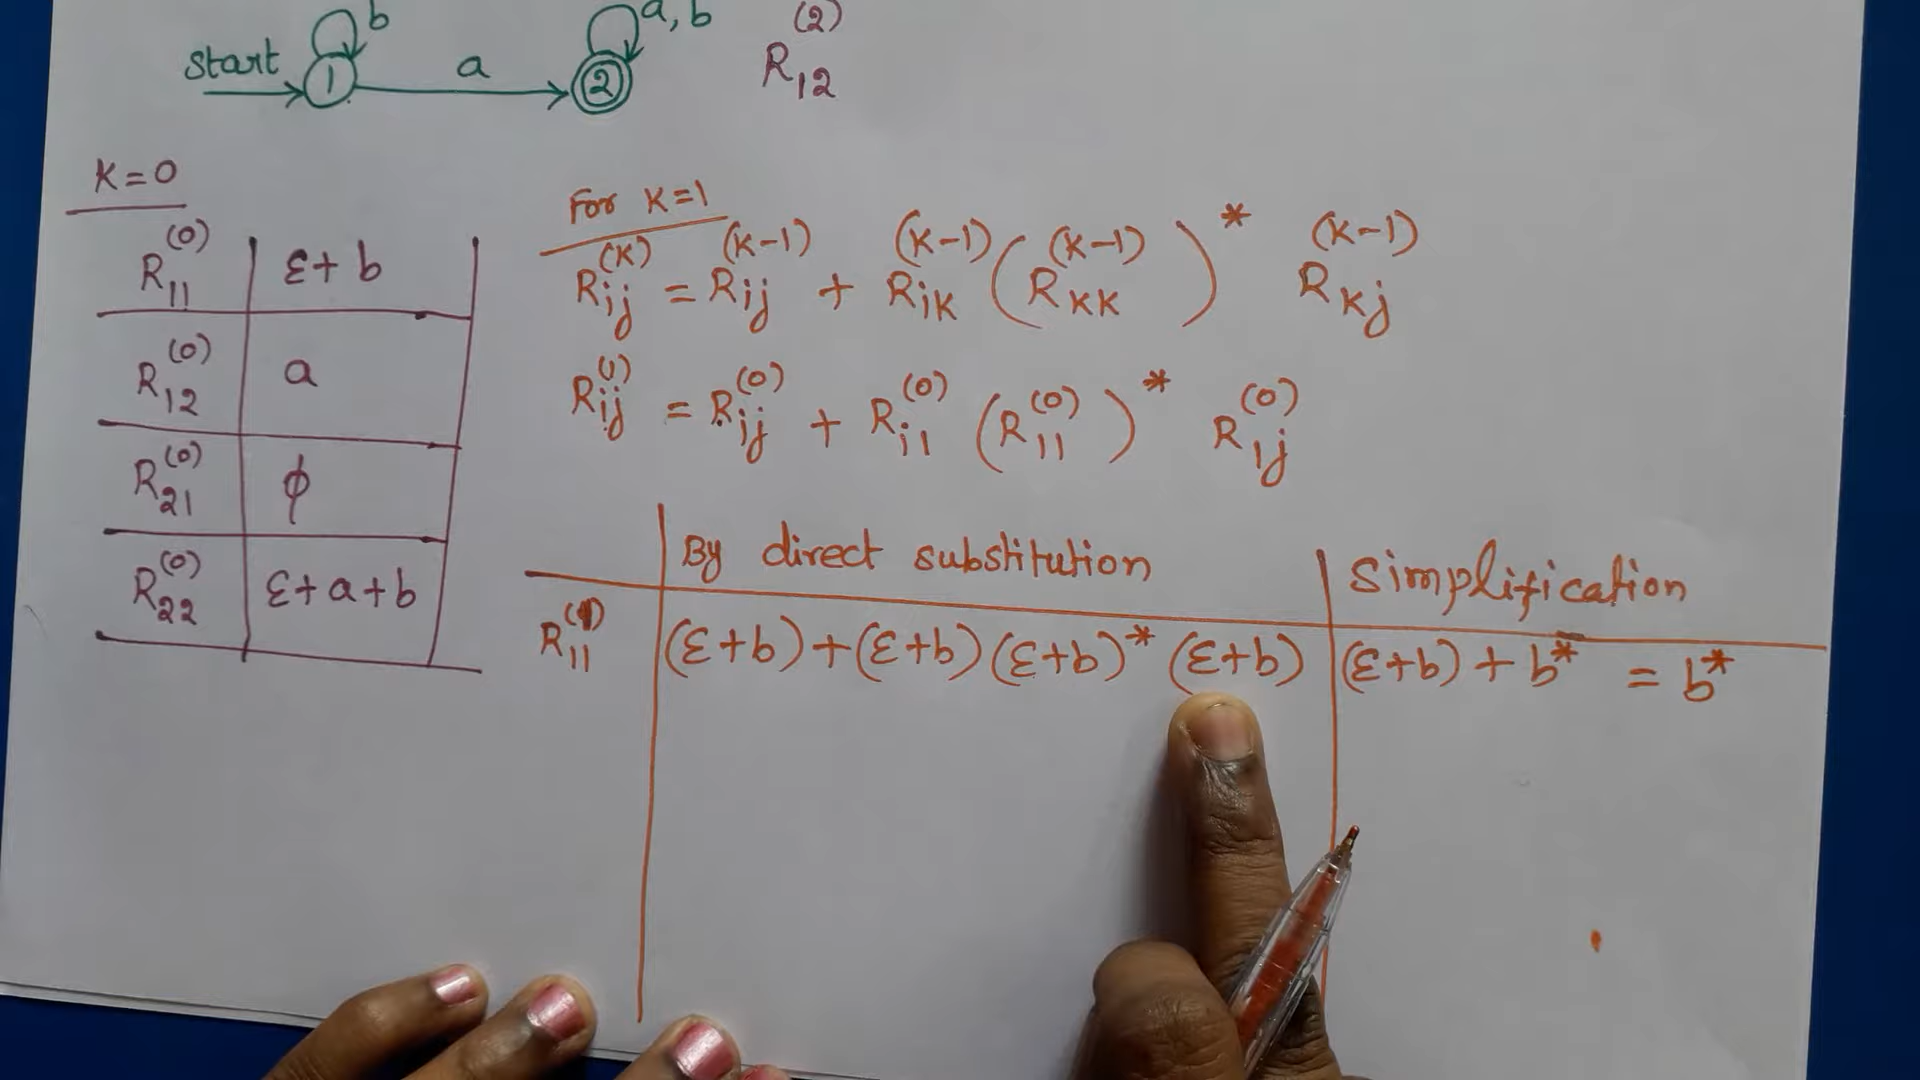 b
a, b
start
1
a
2
R₁₂⁽²⁾
K=0
R₁₁⁽⁰⁾ ε+b
R₁₂⁽⁰⁾ a
R₂₁⁽⁰⁾ φ
R₂₂⁽⁰⁾ ε+a+b
For K=1
Rij^(K) = Rij^(K-1) + RiK^(K-1) (RKK^(K-1))* RKj^(K-1)
Rij^(1) = Rij^(0) + Ri1^(0) (R11^(0))* R1j^(0)
By direct substitution Simplification
R₁₁⁽¹⁾ (ε+b)+(ε+b)(ε+b)*(ε+b) (ε+b)+b* = b*